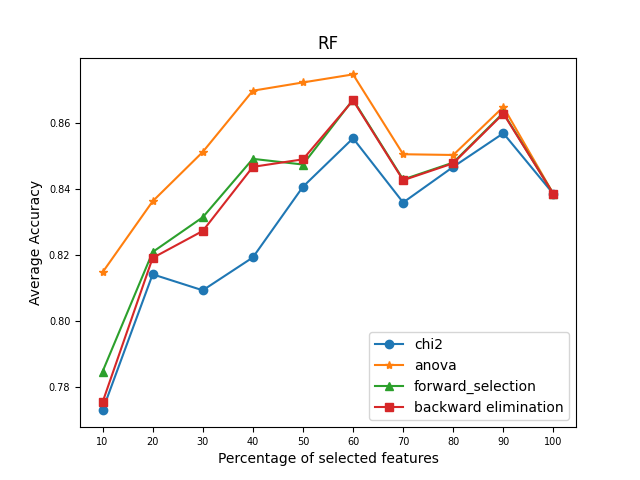 RF
Average Accuracy
0.86
0.84
0.82
0.80
0.78
10 20 30 40 50 60 70 80 90 100
Percentage of selected features
chi2
anova
forward_selection
backward elimination